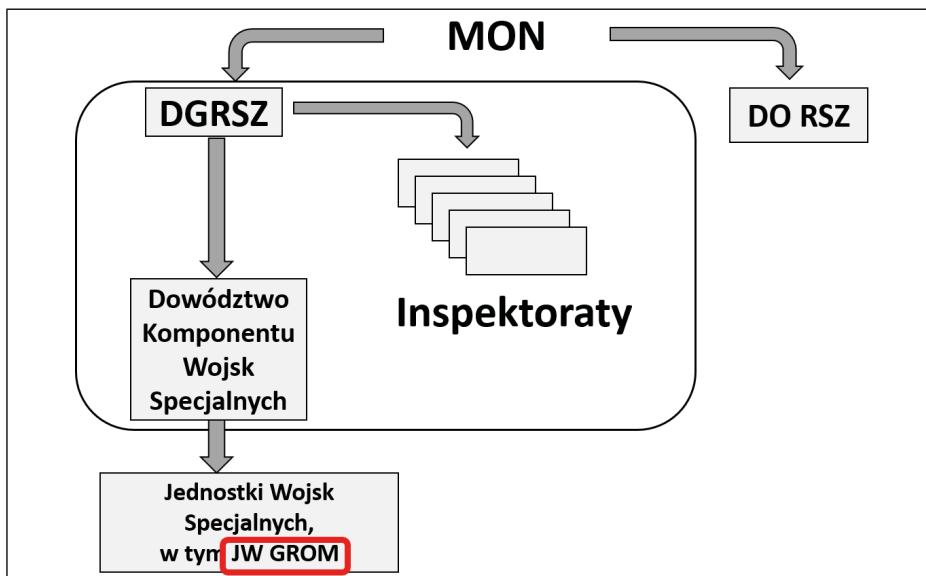 MON
DGRSZ
DO RSZ
Inspektoraty
Dowództwo
Komponentu
Wojsk
Specjalnych
Jednostki Wojsk
Specjalnych,
w tym JW GROM